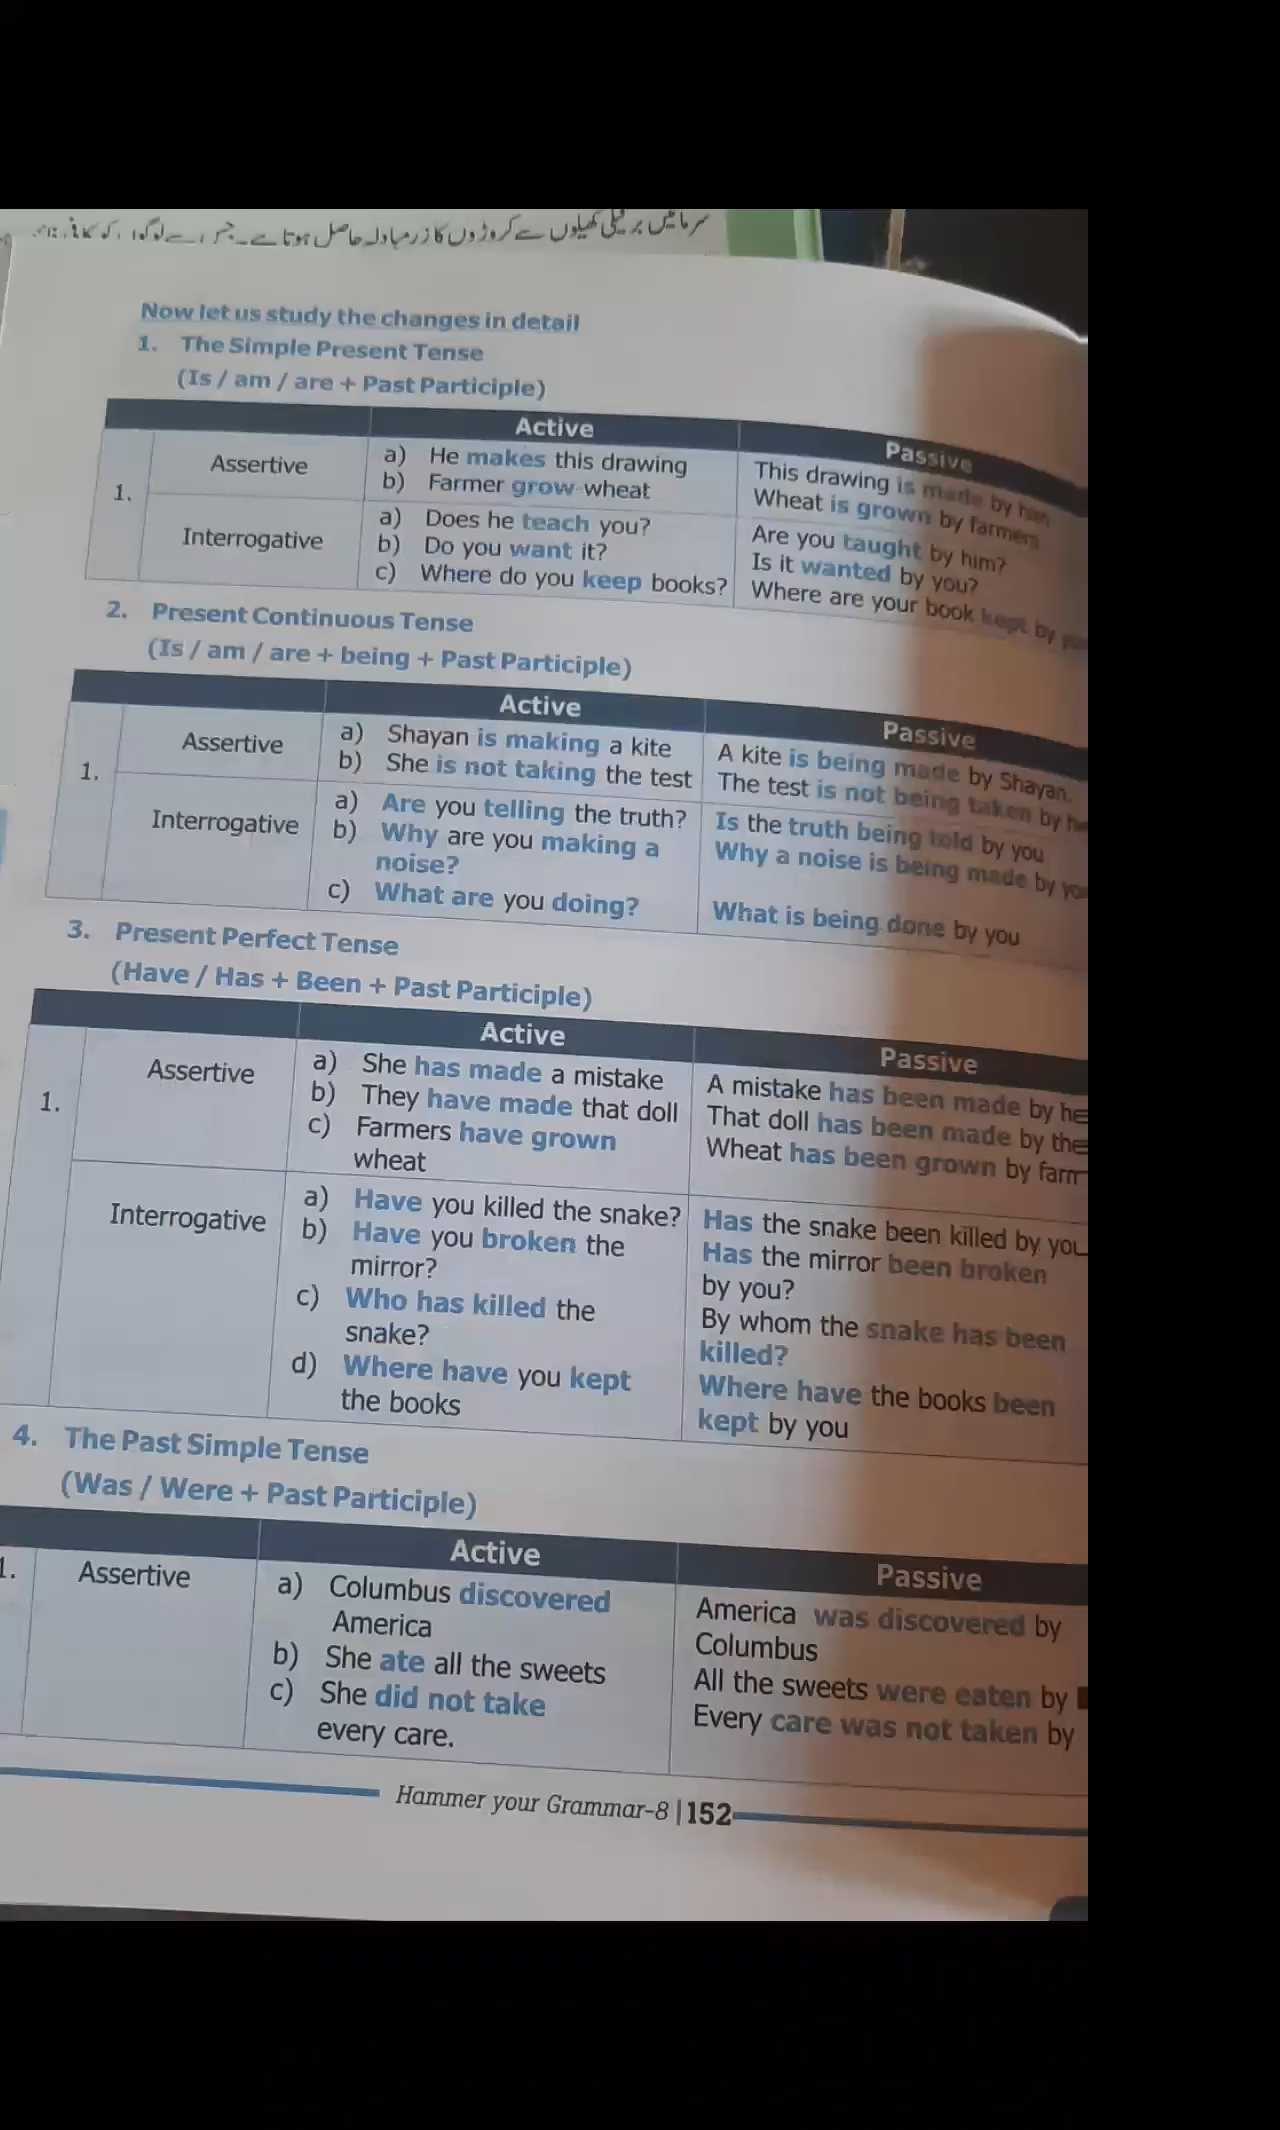 سرمائیں برفیلی کھیلوں سے کروڑوں کا زرمبادلہ حاصل ہوتا ہے۔ جس سے
Now let us study the changes in detail
1. The Simple Present Tense
(Is / am / are + Past Participle)
Active Passive
1. Assertive a) He makes this drawing This drawing is made by him
b) Farmer grow wheat Wheat is grown by farmers
Interrogative a) Does he teach you? Are you taught by him?
b) Do you want it? Is it wanted by you?
c) Where do you keep books? Where are your book kept by
2. Present Continuous Tense
(Is / am / are + being + Past Participle)
Active Passive
1. Assertive a) Shayan is making a kite A kite is being made by Shayan.
b) She is not taking the test The test is not being taken by
Interrogative a) Are you telling the truth? Is the truth being told by you
b) Why are you making a Why a noise is being made by
noise?
c) What are you doing? What is being done by you
3. Present Perfect Tense
(Have / Has + Been + Past Participle)
Active Passive
1. Assertive a) She has made a mistake A mistake has been made by
b) They have made that doll That doll has been made by
c) Farmers have grown Wheat has been grown by
wheat
Interrogative a) Have you killed the snake? Has the snake been killed by
b) Have you broken the Has the mirror been broken
mirror? by you?
c) Who has killed the By whom the snake has been
snake? killed?
d) Where have you kept Where have the books been
the books kept by you
4. The Past Simple Tense
(Was / Were + Past Participle)
Active Passive
1. Assertive a) Columbus discovered America was discovered by
America Columbus
b) She ate all the sweets All the sweets were eaten by
c) She did not take Every care was not taken by
every care.
Hammer your Grammar-8 | 152